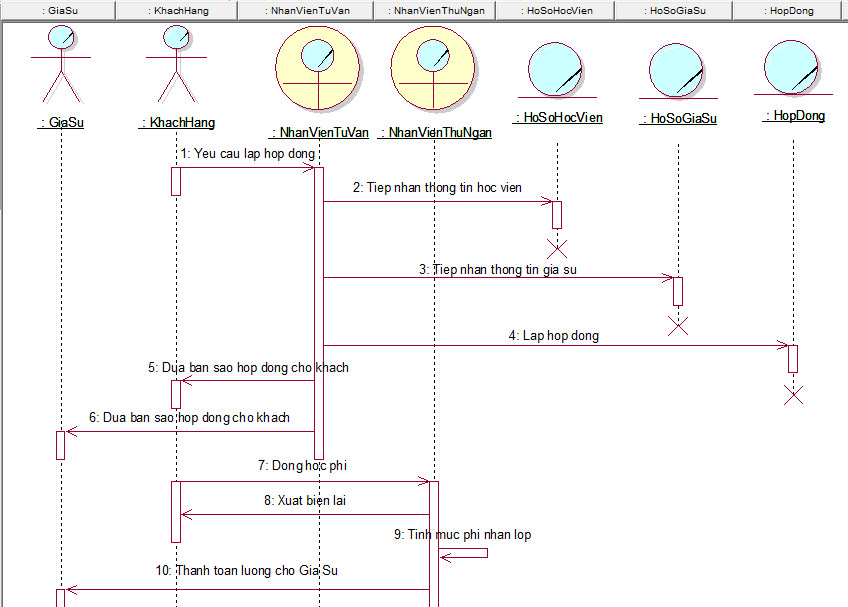 : GiaSu
: KhachHang
: NhanVienTuVan
: NhanVienThuNgan
: HoSoHocVien
: HoSoGiaSu
: HopDong
: GiaSu
: KhachHang
: NhanVienTuVan
: NhanVienThuNgan
: HoSoHocVien
: HoSoGiaSu
: HopDong
1: Yeu cau lap hop dong
2: Tiep nhan thong tin hoc vien
3: Tiep nhan thong tin gia su
4: Lap hop dong
5: Dua ban sao hop dong cho khach
6: Dua ban sao hop dong cho khach
7: Dong hoc phi
8: Xuat bien lai
9: Tinh muc phi nhan lop
10: Thanh toan luong cho Gia Su